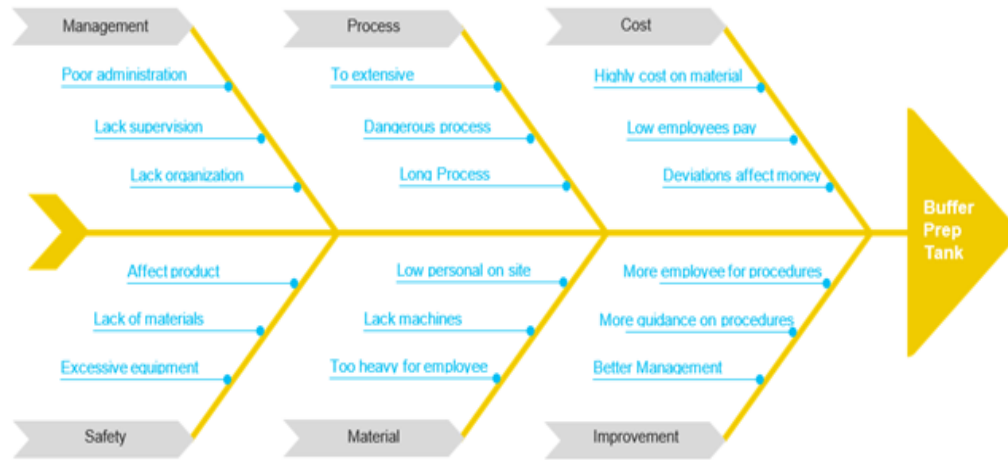 Management
Process
Cost
Poor administration
To extensive
Highly cost on material
Lack supervision
Dangerous process
Low employees pay
Lack organization
Long Process
Deviations affect money
Buffer
Prep
Tank
Affect product
Low personal on site
More employee for procedures
Lack of materials
Lack machines
More guidance on procedures
Excessive equipment
Too heavy for employee
Better Management
Safety
Material
Improvement